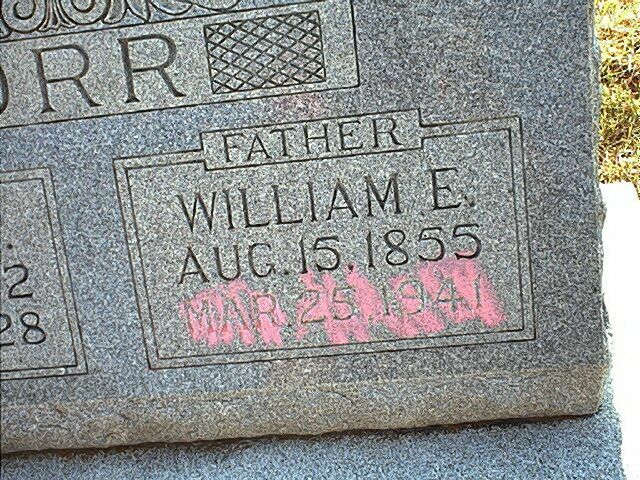 ORR
FATHER
WILLIAM E.
AUG. 15, 1855
MAR. 25, 1941
2
28